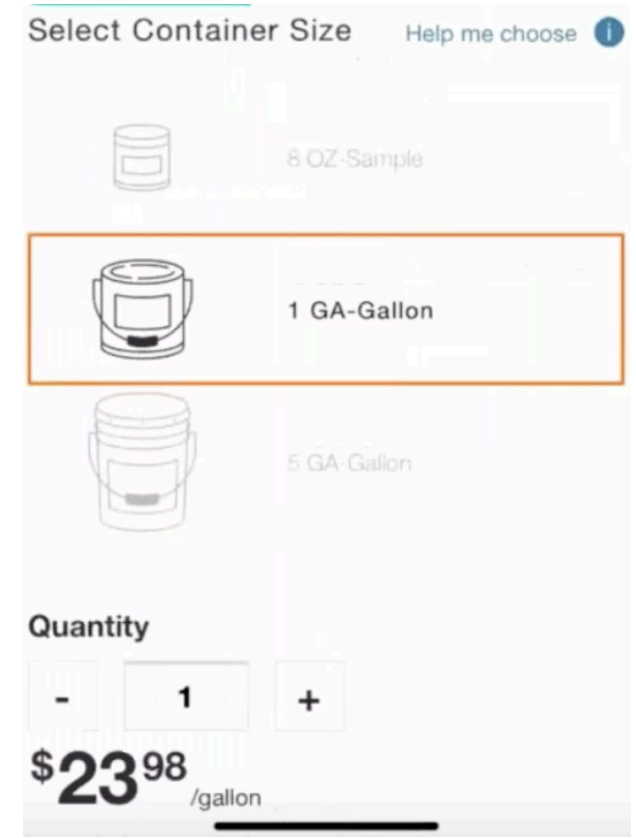 Select Container Size
Help me choose i
8 OZ-Sample
1 GA-Gallon
5 GA-Gallon
Quantity
- 1 +
$23 98 /gallon